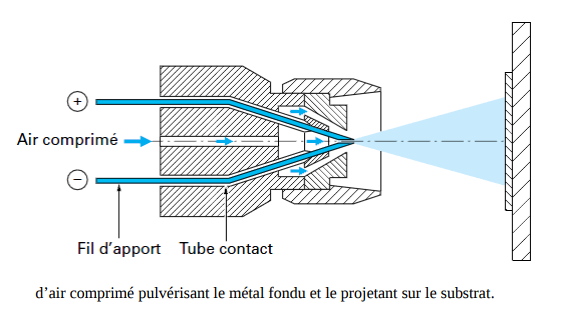 +
Air comprimé
−
Fil d’apport Tube contact
d’air comprimé pulvérisant le métal fondu et le projetant sur le substrat.